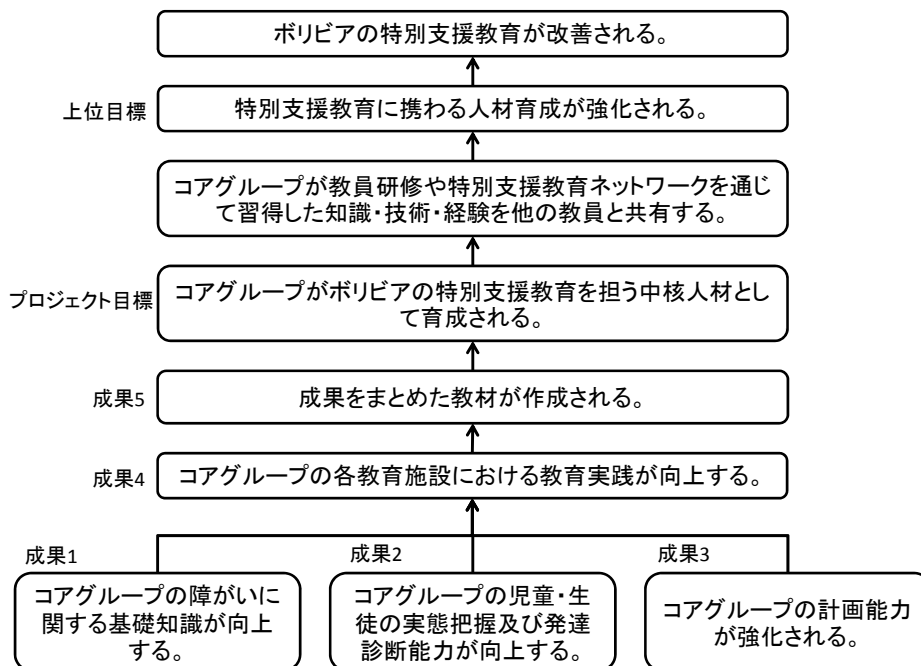 ボリビアの特別支援教育が改善される。
上位目標
特別支援教育に携わる人材育成が強化される。
コアグループが教員研修や特別支援教育ネットワークを通じ
て習得した知識・技術・経験を他の教員と共有する。
プロジェクト目標
コアグループがボリビアの特別支援教育を担う中核人材とし
て育成される。
成果5
成果をまとめた教材が作成される。
成果4
コアグループの各教育施設における教育実践が向上する。
成果1
コアグループの障がいに
関する基礎知識が向上
する。
成果2
コアグループの児童・生
徒の実態把握及び発達
診断能力が向上する。
成果3
コアグループの計画能力
が強化される。